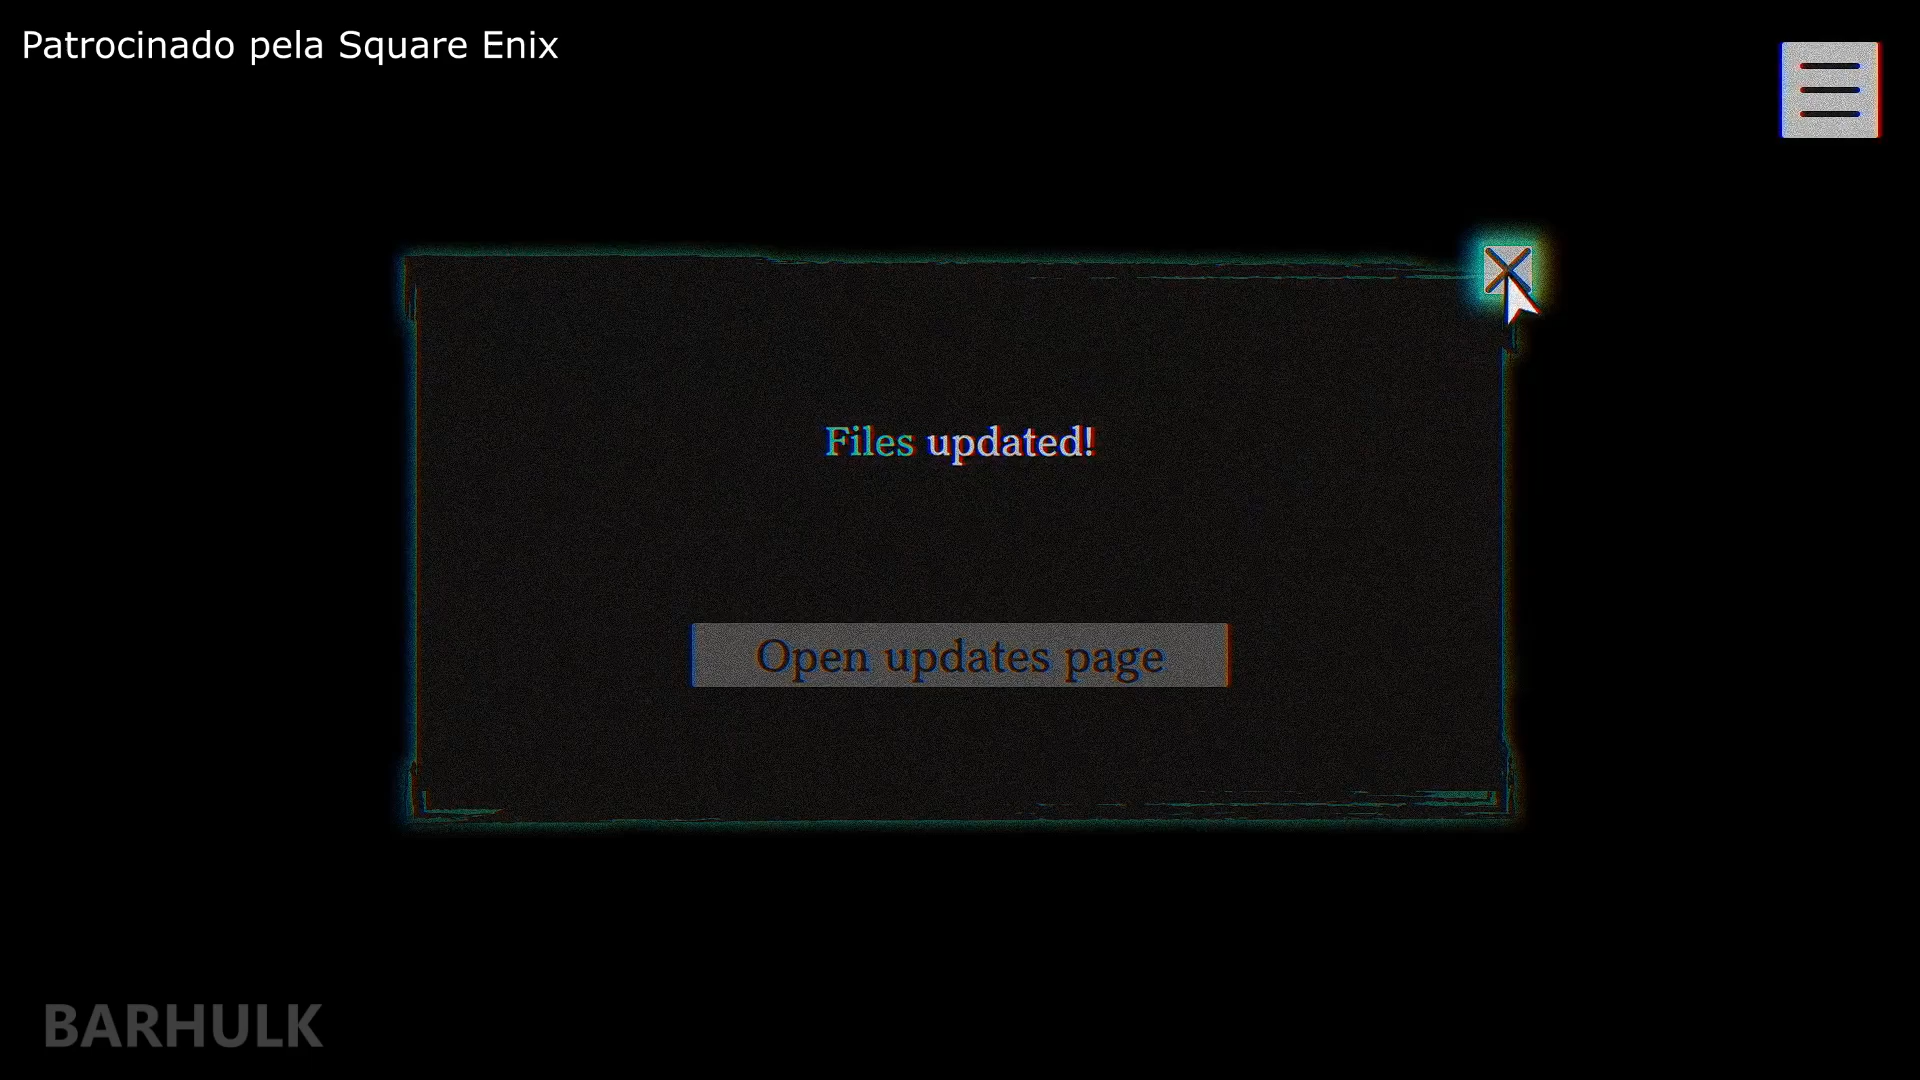 Patrocinado pela Square Enix
Files updated!
Open updates page
BARHULK